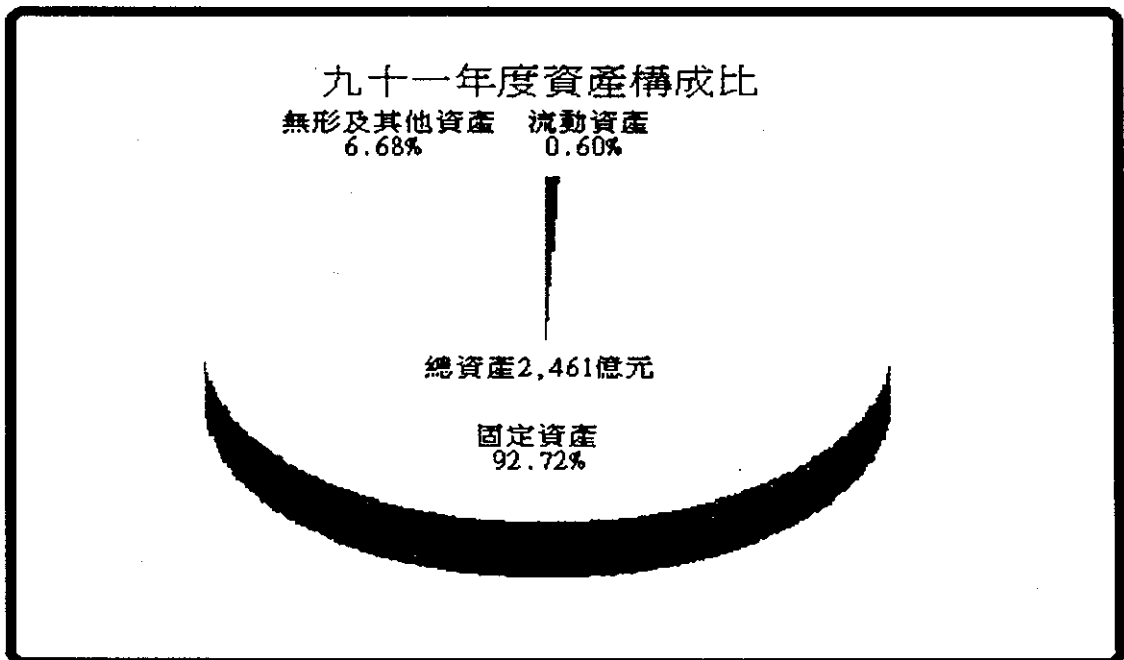 九十一年度資產構成比
無形及其他資產 流動資產
6.68% 0.60%
總資產2,461億元
固定資產
92.72%